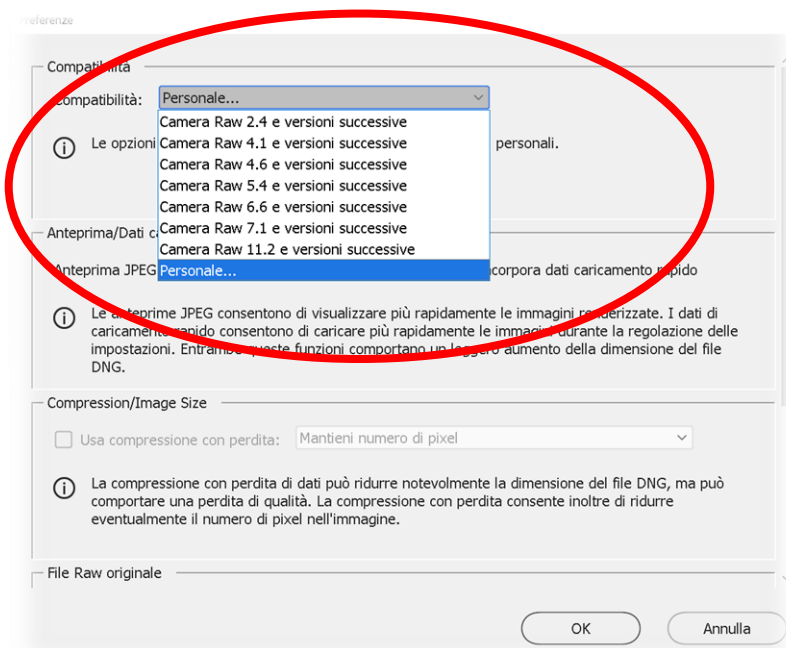 Preferenze
Compatibilità
Compatibilità: Personale...
Camera Raw 2.4 e versioni successive
Le opzioni personali.
Camera Raw 4.1 e versioni successive
Camera Raw 4.6 e versioni successive
Camera Raw 5.4 e versioni successive
Camera Raw 6.6 e versioni successive
Camera Raw 7.1 e versioni successive
Anteprima/Dati
Camera Raw 11.2 e versioni successive
Anteprima JPEG
Personale...
incorpora dati caricamento rapido
Le anteprime JPEG consentono di visualizzare più rapidamente le immagini renderizzate. I dati di
caricamento rapido consentono di caricare più rapidamente le immagini durante la regolazione delle
impostazioni. Entrambe queste funzioni comportano un leggero aumento della dimensione del file
DNG.
Compression/Image Size
Usa compressione con perdita: Mantieni numero di pixel
La compressione con perdita di dati può ridurre notevolmente la dimensione del file DNG, ma può
comportare una perdita di qualità. La compressione con perdita consente inoltre di ridurre
eventualmente il numero di pixel nell'immagine.
File Raw originale
OK
Annulla